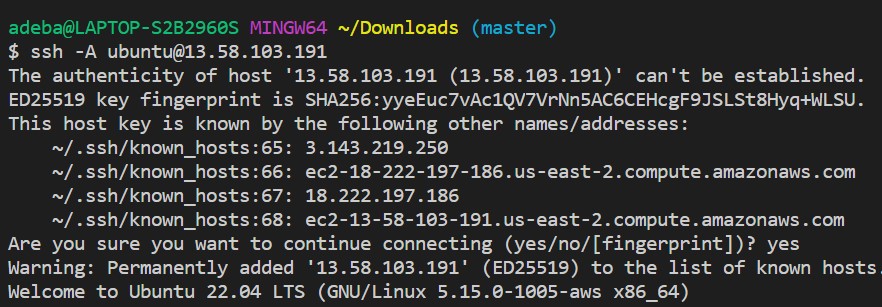 adeba@LAPTOP-S2B2960S MINGW64 ~/Downloads (master)
$ ssh -A ubuntu@13.58.103.191
The authenticity of host '13.58.103.191 (13.58.103.191)' can't be established.
ED25519 key fingerprint is SHA256:yyeEuc7vAc1QV7VrNn5AC6CEHcgF9JSLSt8Hyq+WLSU.
This host key is known by the following other names/addresses:
    ~/.ssh/known_hosts:65: 3.143.219.250
    ~/.ssh/known_hosts:66: ec2-18-222-197-186.us-east-2.compute.amazonaws.com
    ~/.ssh/known_hosts:67: 18.222.197.186
    ~/.ssh/known_hosts:68: ec2-13-58-103-191.us-east-2.compute.amazonaws.com
Are you sure you want to continue connecting (yes/no/[fingerprint])? yes
Warning: Permanently added '13.58.103.191' (ED25519) to the list of known hosts.
Welcome to Ubuntu 22.04 LTS (GNU/Linux 5.15.0-1005-aws x86_64)